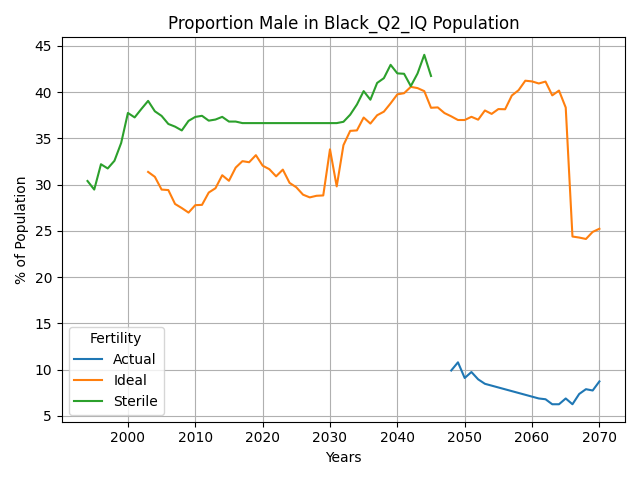 Proportion Male in Black_Q2_IQ Population
% of Population
45
40
35
30
25
20
15
10
5
Fertility
Actual
Ideal
Sterile
2000 2010 2020 2030 2040 2050 2060 2070
Years